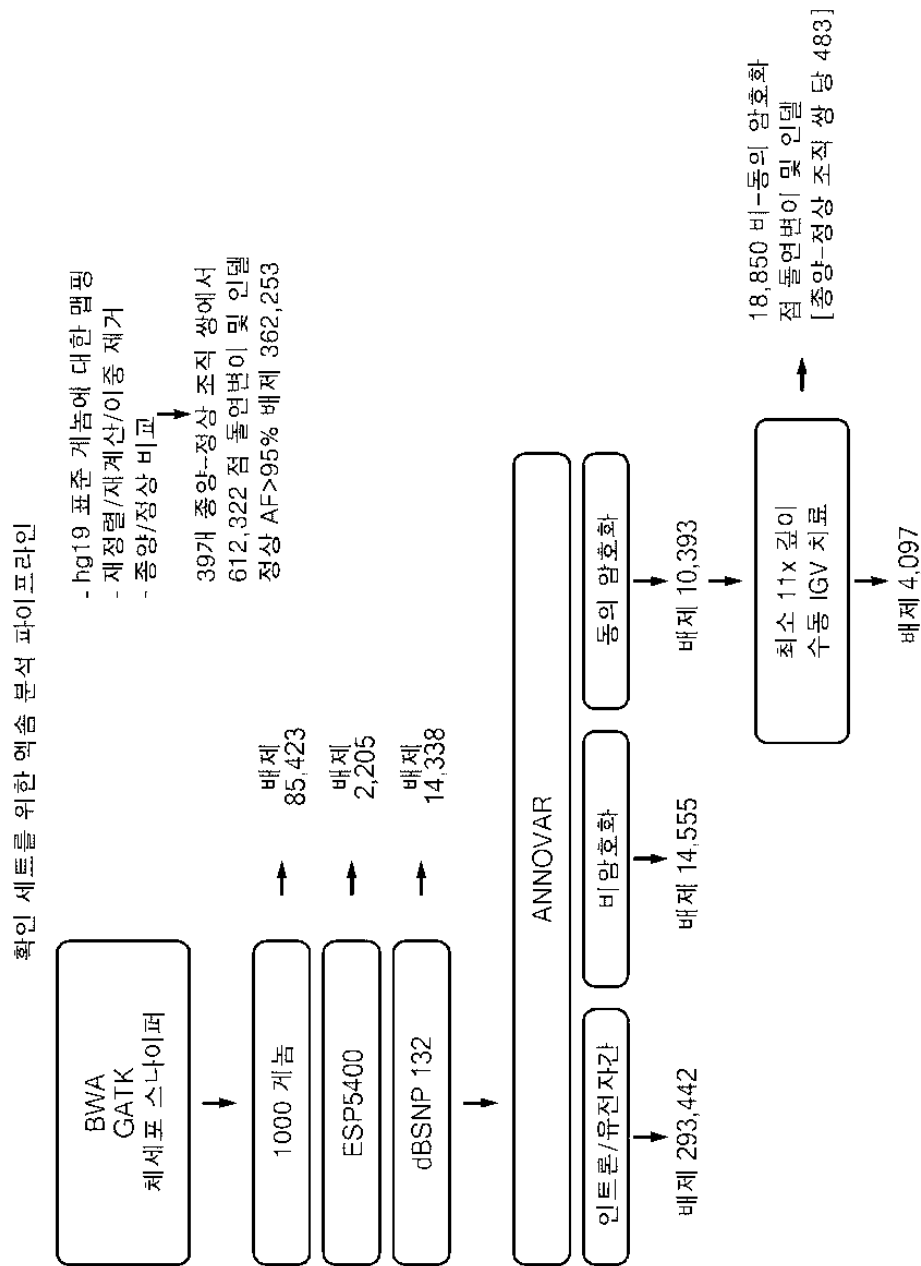 확인 세트를 위한 엑솜 분석 파이프라인
BWA
GATK
체세포 스나이퍼
- hg19 표준 게놈에 대한 맵핑
- 재정렬/재계산/이중 제거
- 종양/정상 비교
39개 종양-정상 조직 쌍에서
612,322 점 돌연변이 및 인델
정상 AF>95% 배제 362,253
1000 게놈
배제
85,423
ESP5400
배제
2,205
dBSNP 132
배제
14,338
ANNOVAR
인트론/유전자간
비암호화
동의 암호화
배제 293,442
배제 14,555
배제 10,393
최소 11x 깊이
수동 IGV 치료
18,850 비-동의 암호화
점 돌연변이 및 인델
[종양-정상 조직 쌍 당 483]
배제 4,097